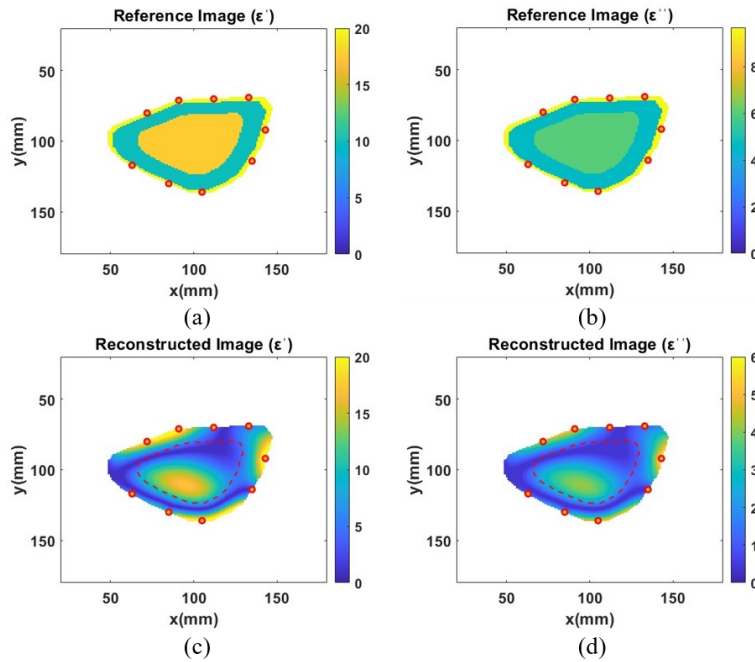 Reference Image (ε')
20
50
15
y(mm)
100
10
5
150
0
50
100
150
x(mm)
(a)
Reference Image (ε'')
50
8
y(mm)
100
6
4
2
150
0
50
100
150
x(mm)
(b)
Reconstructed Image (ε')
20
50
15
y(mm)
100
10
5
150
0
50
100
150
x(mm)
(c)
Reconstructed Image (ε'')
6
50
5
4
y(mm)
100
3
2
150
1
0
50
100
150
x(mm)
(d)